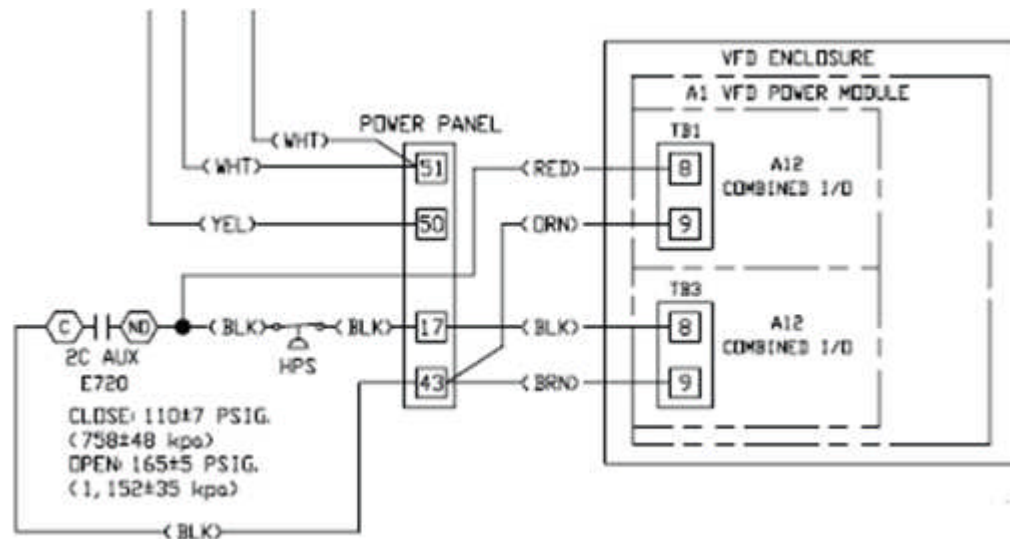 VFD ENCLOSURE
A1 VFD POWER MODULE
POWER PANEL
(WHT)
(WHT)
51
(RED)
TB1
8
A12
COMBINED I/O
(YEL)
50
(ORN)
9
TB3
C
NO
(BLK)
(BLK)
17
(BLK)
8
A12
COMBINED I/O
2C AUX
HPS
E720
43
(BRN)
9
CLOSE: 110±7 PSIG.
(758±48 kpa)
OPEN: 165±5 PSIG.
(1,152±35 kpa)
(BLK)